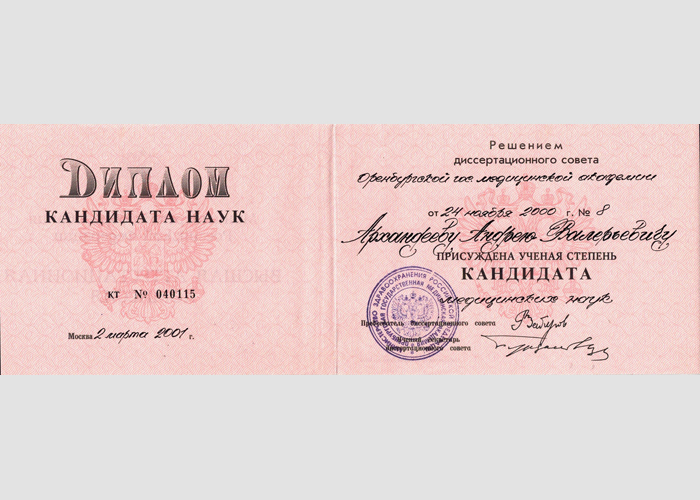 ДИПЛОМ
КАНДИДАТА НАУК
КТ № 040115
Москва 2 марта 2001 г.
Решением
диссертационного совета
Оренбургской гос. медицинской академии
от 24 ноября 2000 г. № 8
Андрею Валерьевичу
ПРИСУЖДЕНА УЧЕНАЯ СТЕПЕНЬ
КАНДИДАТА
медицинских наук
Председатель диссертационного совета
Ученый секретарь
диссертационного совета